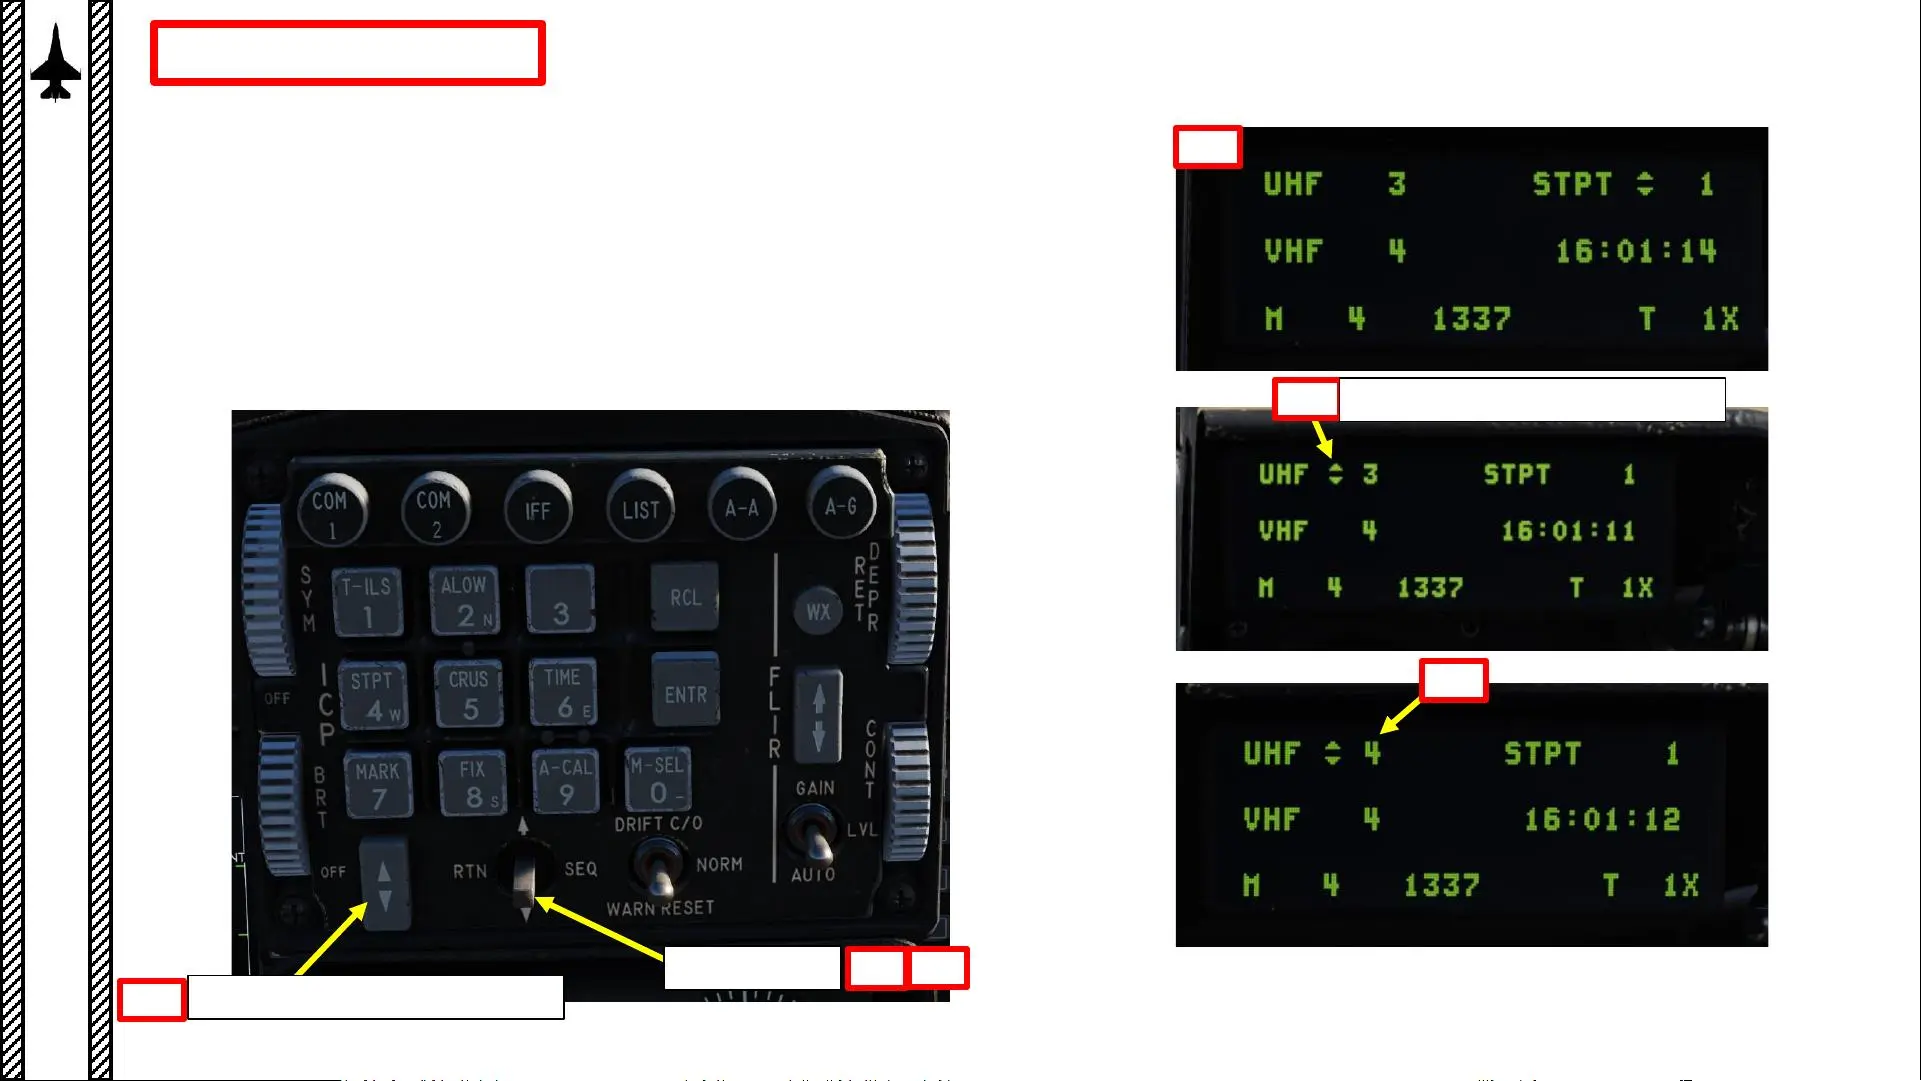 COM 1
COM 2
IFF
LIST
A-A
A-G
SYM
T-ILS 1
ALOW 2 N
3
RCL
WX
RET
DEPR
ICP
OFF
STPT 4 W
CRUS 5
TIME 6 E
ENTR
FLIR
CONT
BRT
MARK 7
FIX 8 S
A-CAL 9
M-SEL 0 -
GAIN
DRIFT C/O
LVL
OFF
RTN
SEQ
NORM
AUTO
WARN RESET
UHF 3 STPT 1
VHF 4 16:01:14
M 4 1337 T 1X
UHF 3 STPT 1
VHF 4 16:01:11
M 4 1337 T 1X
UHF 4 STPT 1
VHF 4 16:01:12
M 4 1337 T 1X